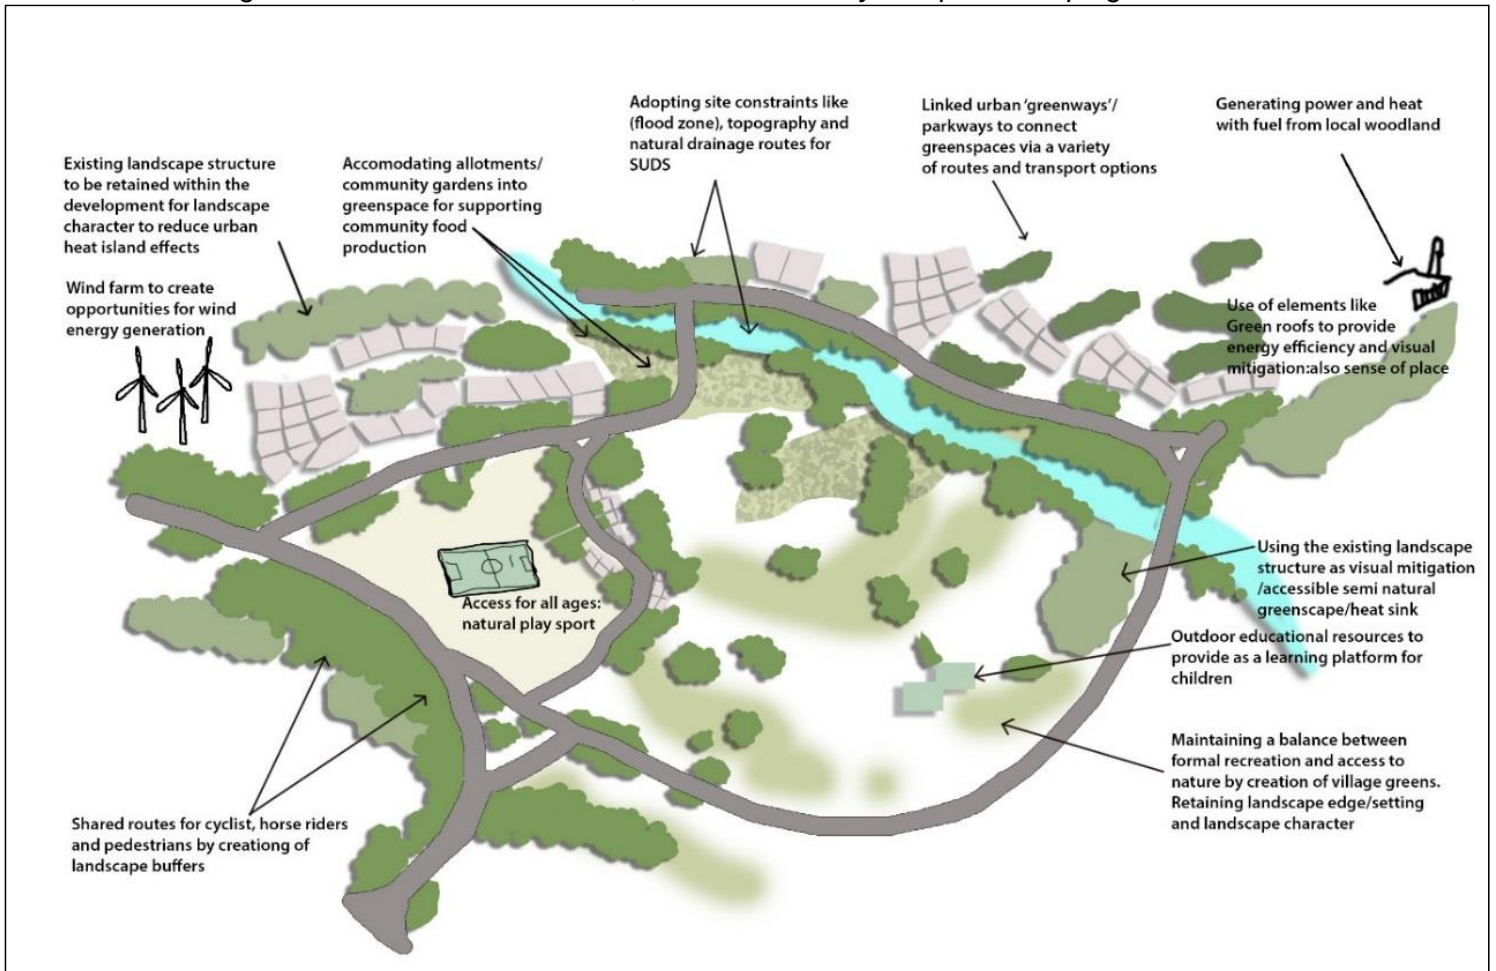 Adopting site constraints like
(flood zone), topography and
natural drainage routes for
SUDS
Linked urban 'greenways'/
parkways to connect
greenspaces via a variety
of routes and transport options
Generating power and heat
with fuel from local woodland
Existing landscape structure
to be retained within the
development for landscape
character to reduce urban
heat island effects
Accomodating allotments/
community gardens into
greenspace for supporting
community food
production
Wind farm to create
opportunities for wind
energy generation
Use of elements like
Green roofs to provide
energy efficiency and visual
mitigation:also sense of place
Using the existing landscape
structure as visual mitigation
/accessible semi natural
greenscape/heat sink
Access for all ages:
natural play sport
Outdoor educational resources to
provide as a learning platform for
children
Maintaining a balance between
formal recreation and access to
nature by creation of village greens.
Retaining landscape edge/setting
and landscape character
Shared routes for cyclist, horse riders
and pedestrians by creationg of
landscape buffers